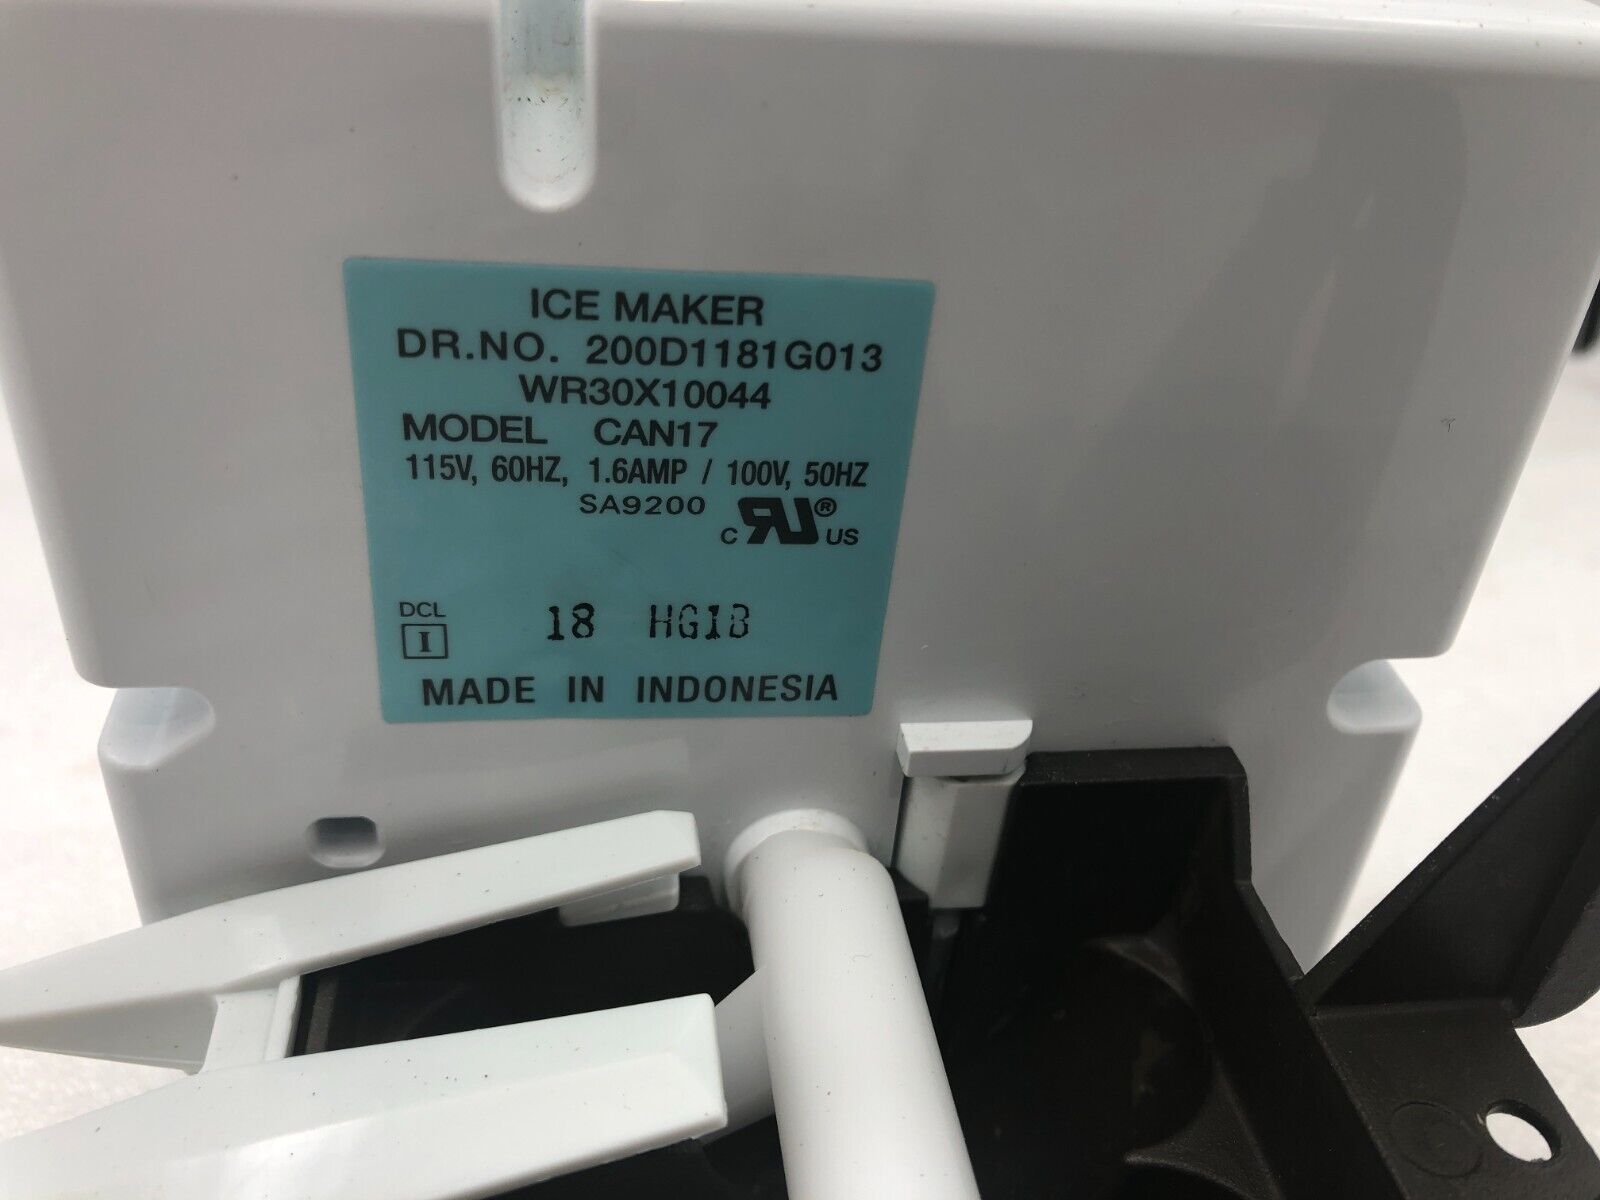 ICE MAKER
DR.NO. 200D1181G013
WR30X10044
MODEL CAN17
115V, 60HZ, 1.6AMP / 100V, 50HZ
SA9200
C RU ® US
DCL
I
18 HG1B
MADE IN INDONESIA